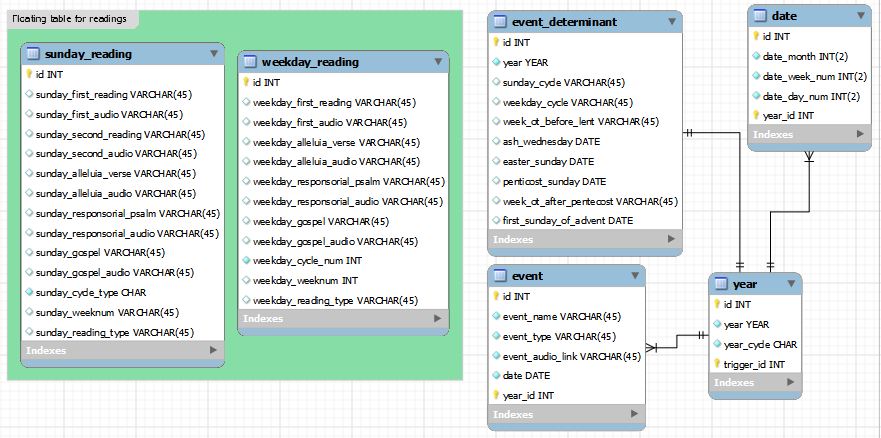 Floating table for readings
sunday_reading
id INT
sunday_first_reading VARCHAR(45)
sunday_first_audio VARCHAR(45)
sunday_second_reading VARCHAR(45)
sunday_second_audio VARCHAR(45)
sunday_alleluia_verse VARCHAR(45)
sunday_alleluia_audio VARCHAR(45)
sunday_responsorial_psalm VARCHAR(45)
sunday_responsorial_audio VARCHAR(45)
sunday_gospel VARCHAR(45)
sunday_gospel_audio VARCHAR(45)
sunday_cycle_type CHAR
sunday_weeknum VARCHAR(45)
sunday_reading_type VARCHAR(45)
Indexes
weekday_reading
id INT
weekday_first_reading VARCHAR(45)
weekday_first_audio VARCHAR(45)
weekday_alleluia_verse VARCHAR(45)
weekday_alleluia_audio VARCHAR(45)
weekday_responsorial_psalm VARCHAR(45)
weekday_responsorial_audio VARCHAR(45)
weekday_gospel VARCHAR(45)
weekday_gospel_audio VARCHAR(45)
weekday_cycle_num INT
weekday_weeknum INT
weekday_reading_type VARCHAR(45)
Indexes
event_determinant
id INT
year YEAR
sunday_cycle VARCHAR(45)
weekday_cycle VARCHAR(45)
week_ot_before_lent VARCHAR(45)
ash_wednesday DATE
easter_sunday DATE
penticost_sunday DATE
week_ot_after_pentecost VARCHAR(45)
first_sunday_of_advent DATE
Indexes
date
id INT
date_month INT(2)
date_week_num INT(2)
date_day_num INT(2)
year_id INT
Indexes
event
id INT
event_name VARCHAR(45)
event_type VARCHAR(45)
event_audio_link VARCHAR(45)
date DATE
year_id INT
Indexes
year
id INT
year YEAR
year_cycle CHAR
trigger_id INT
Indexes